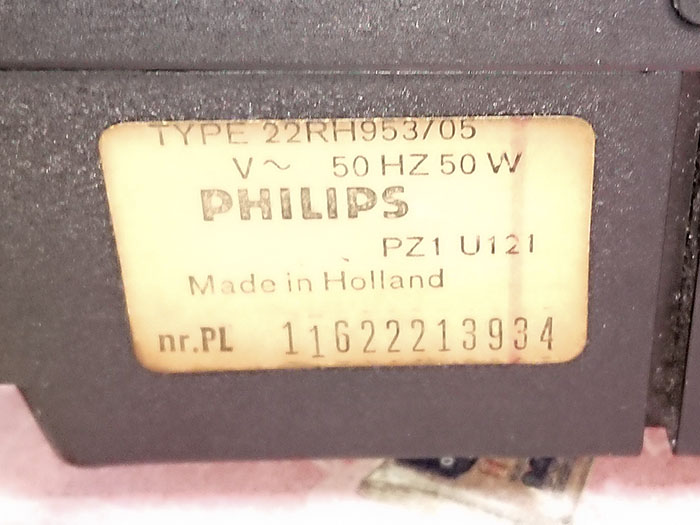 TYPE 22RH953/05
V~ 50 HZ 50 W
PHILIPS
PZ1 U121
Made in Holland
nr.PL 11622213934